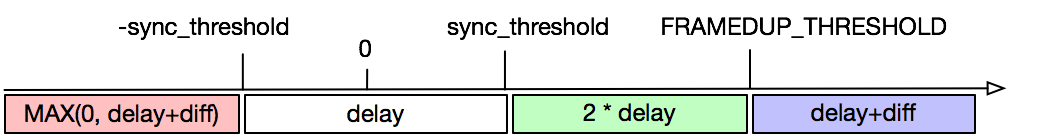 -sync_threshold
0
sync_threshold
FRAMEDUP_THRESHOLD
MAX(0, delay+diff)
delay
2 * delay
delay+diff